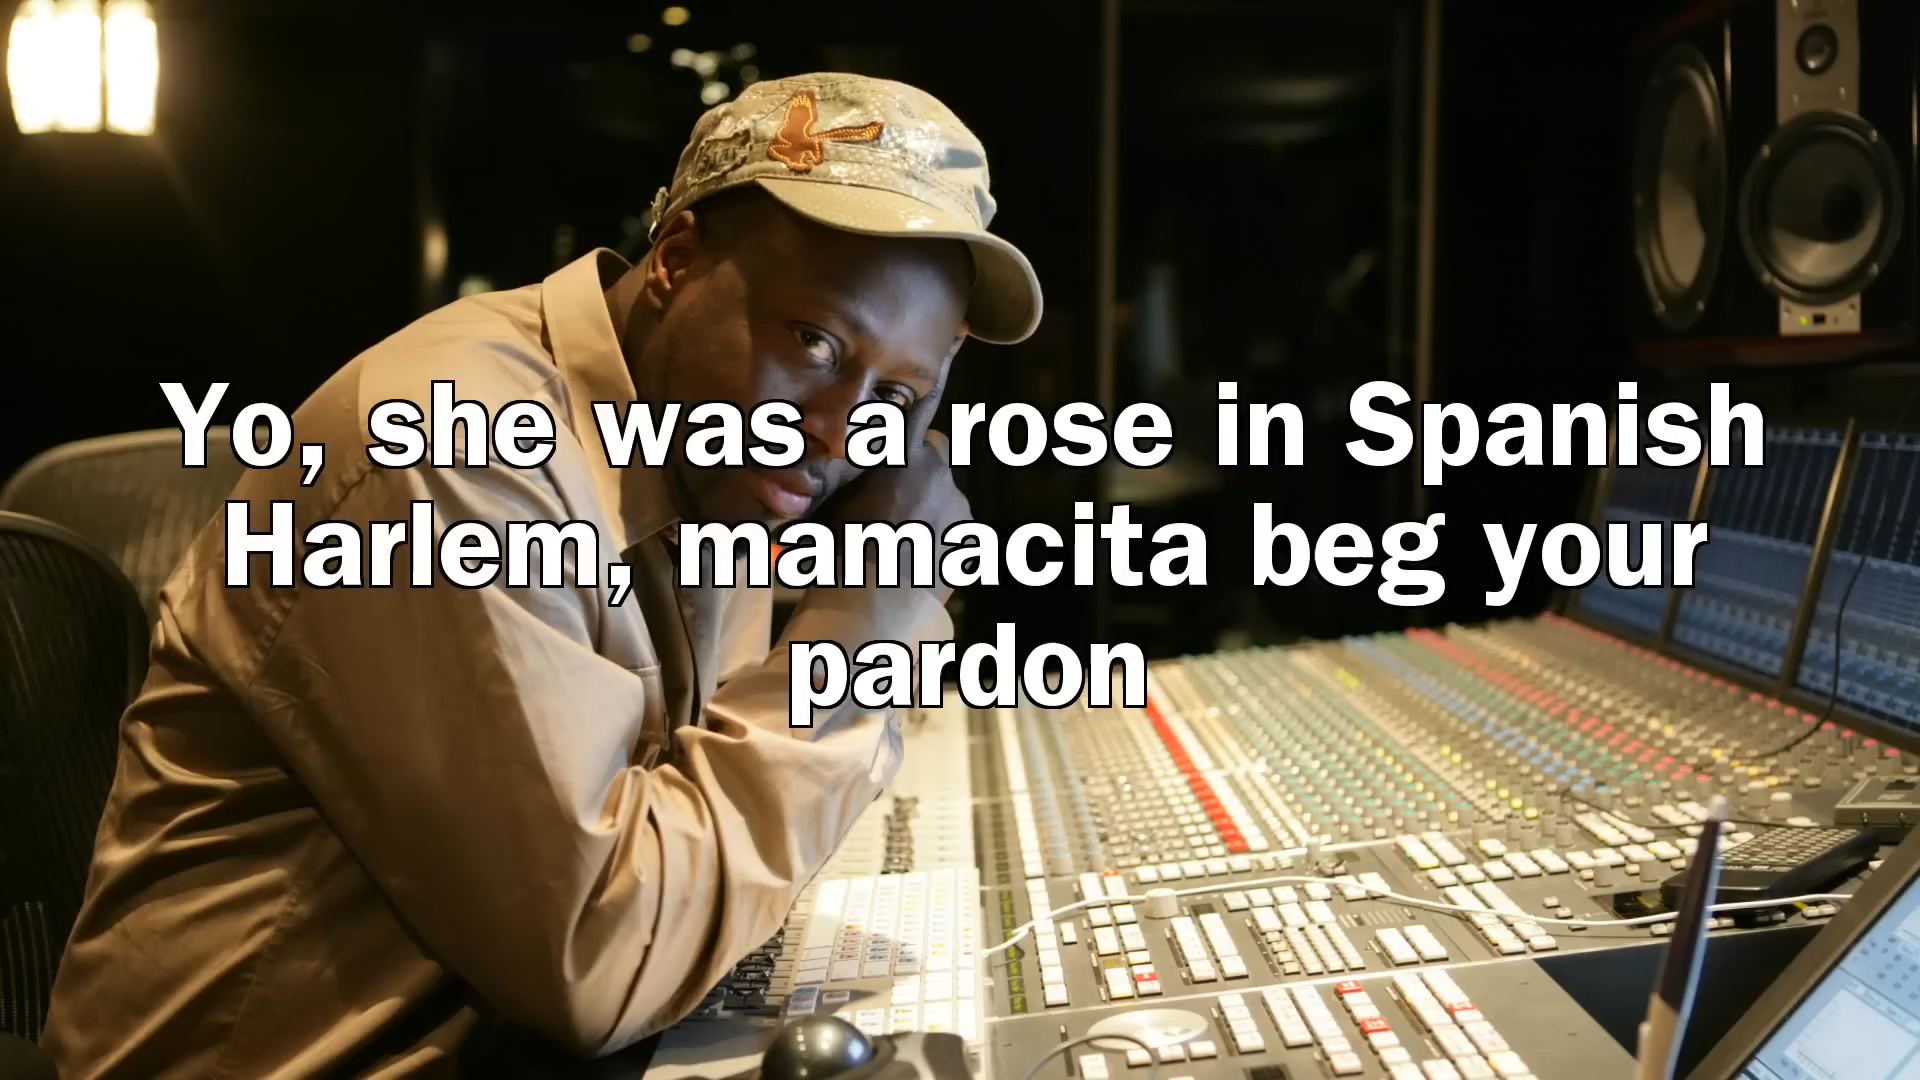 Yo, she was a rose in Spanish
Harlem, mamacita beg your
pardon